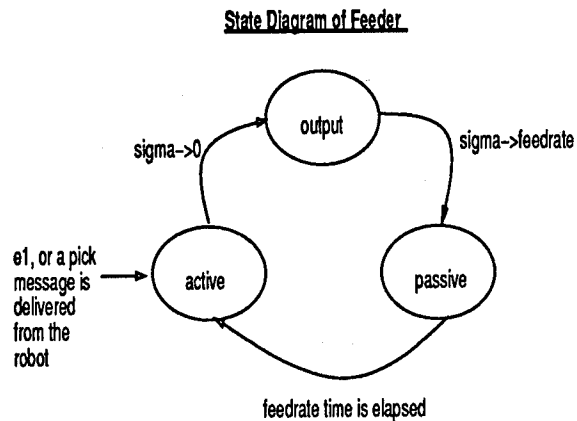 State Diagram of Feeder
output
sigma->0
sigma->feedrate
e1, or a pick
message is
delivered
from the
robot
active
passive
feedrate time is elapsed